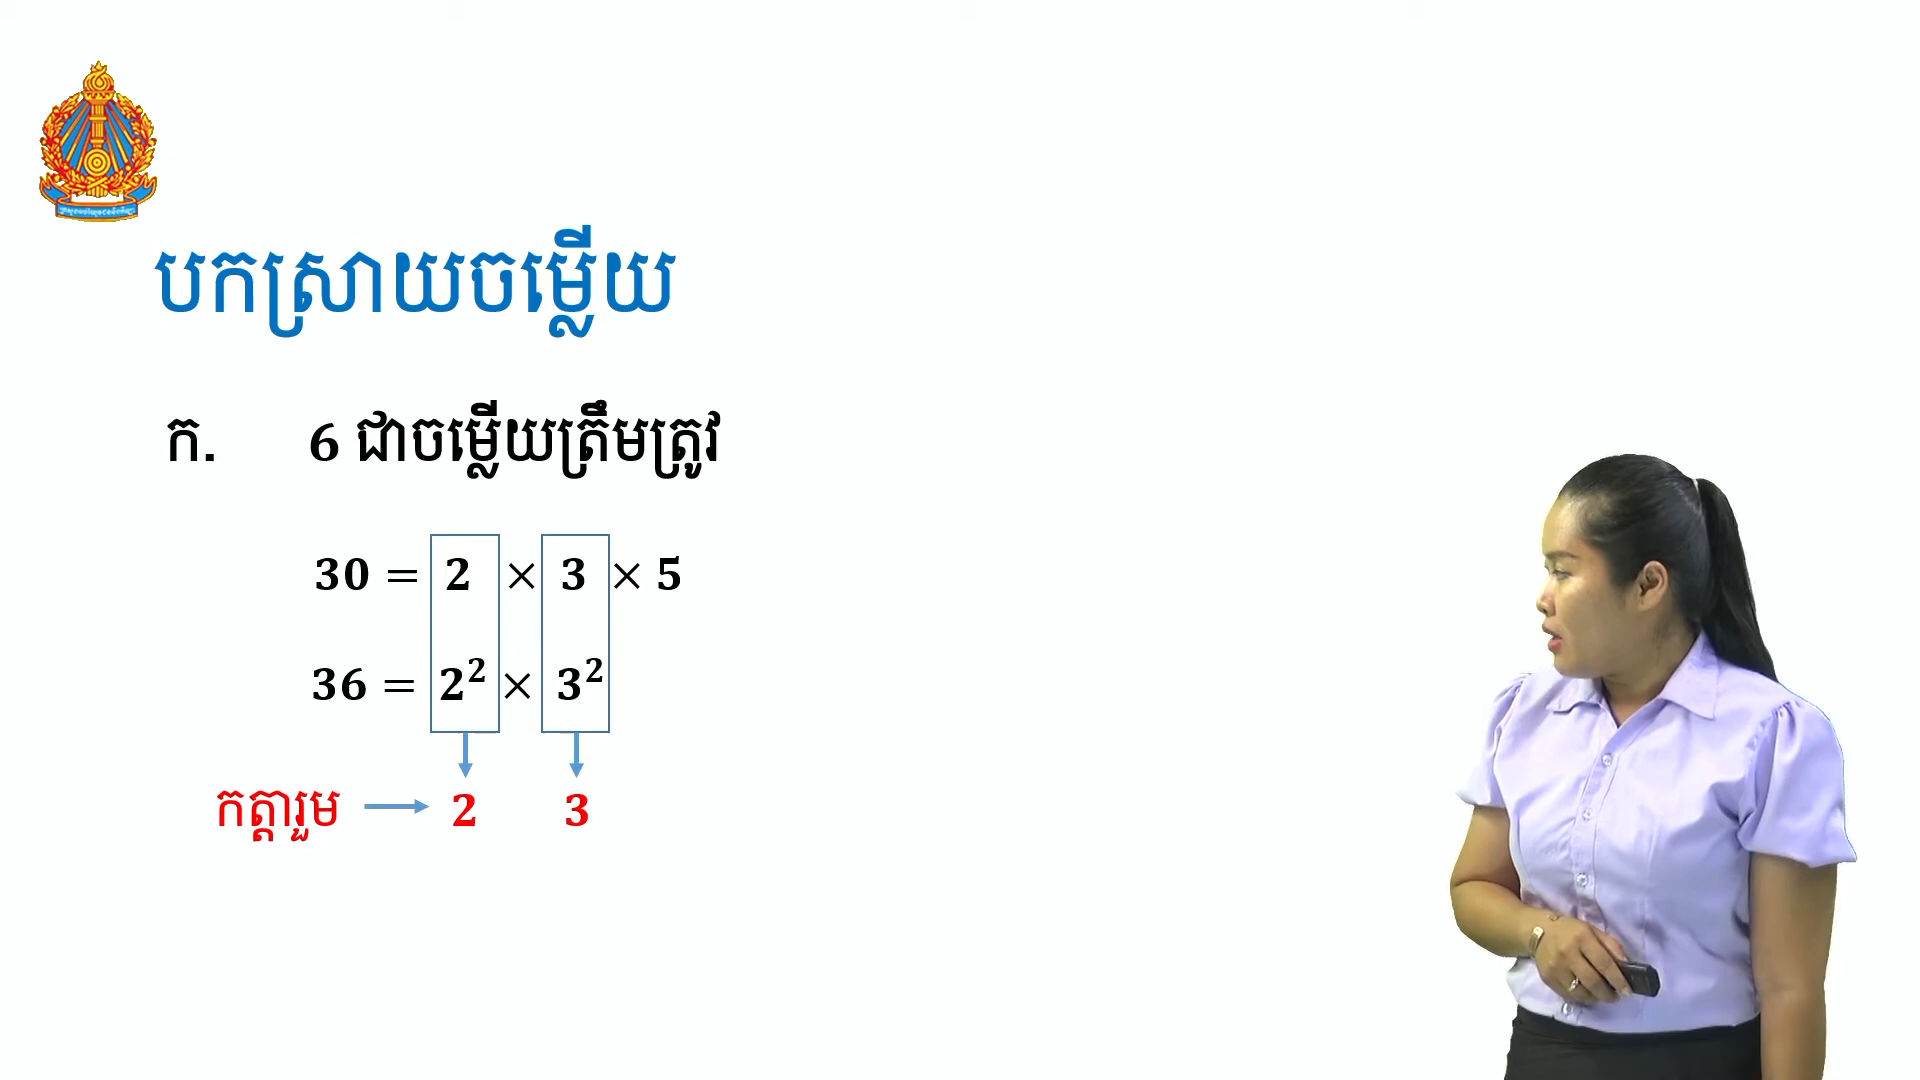 បកស្រាយចម្លើយ
ក. 6 ជាចម្លើយត្រឹមត្រូវ
30 = 2 × 3 × 5
36 = 2² × 3²
កត្តារួម 2 3